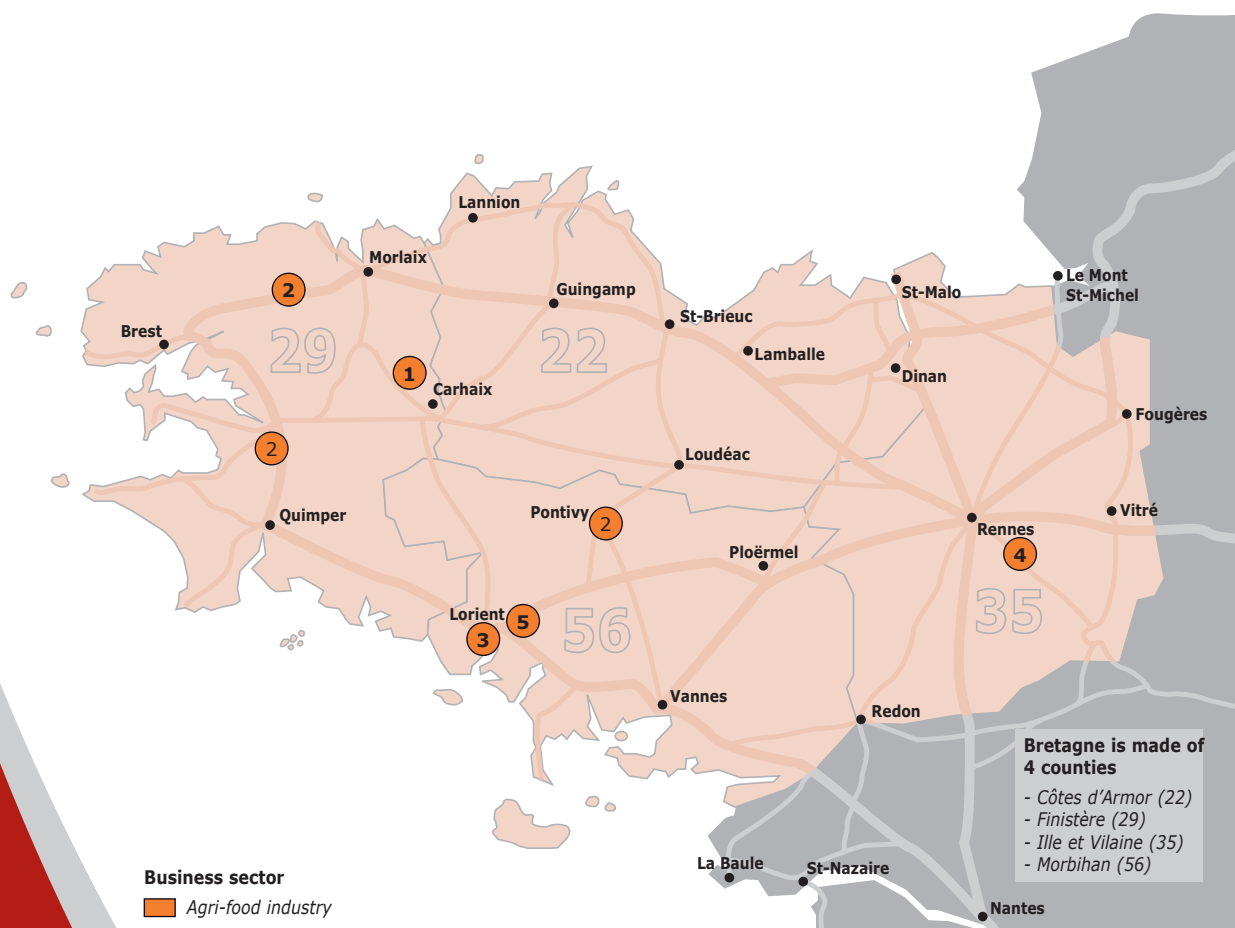 Lannion
Morlaix
Le Mont
St-Michel
2
Guingamp
St-Malo
St-Brieuc
Brest
29
22
Lamballe
1
Dinan
Carhaix
Fougères
2
Loudéac
Pontivy
2
Vitré
Quimper
Rennes
Ploërmel
4
Lorient
5
56
35
3
Vannes
Redon
Bretagne is made of
4 counties
- Côtes d'Armor (22)
- Finistère (29)
- Ille et Vilaine (35)
- Morbihan (56)
La Baule
St-Nazaire
Business sector
Agri-food industry
Nantes